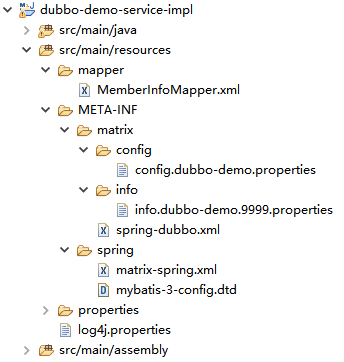 dubbo-demo-service-impl
src/main/java
src/main/resources
mapper
MemberInfoMapper.xml
META-INF
matrix
config
config.dubbo-demo.properties
info
info.dubbo-demo.9999.properties
spring-dubbo.xml
spring
matrix-spring.xml
mybatis-3-config.dtd
properties
log4j.properties
src/main/assembly